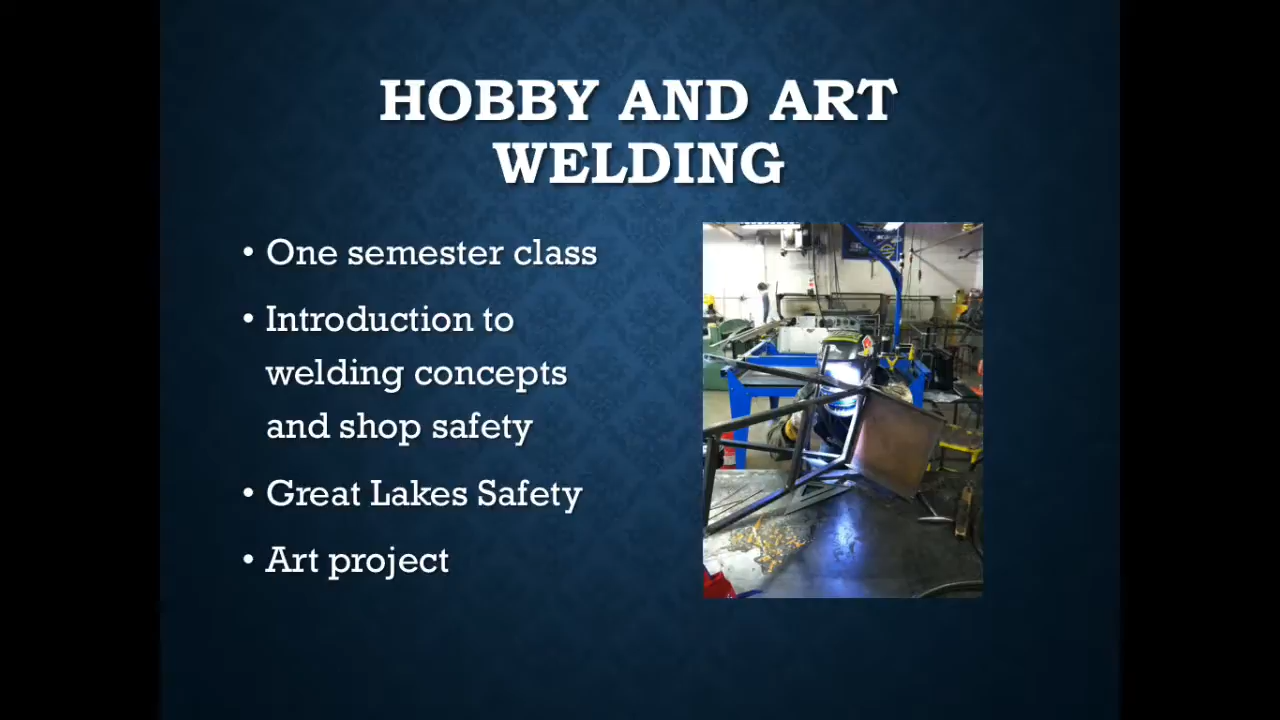 HOBBY AND ART
WELDING
• One semester class
• Introduction to
welding concepts
and shop safety
• Great Lakes Safety
• Art project